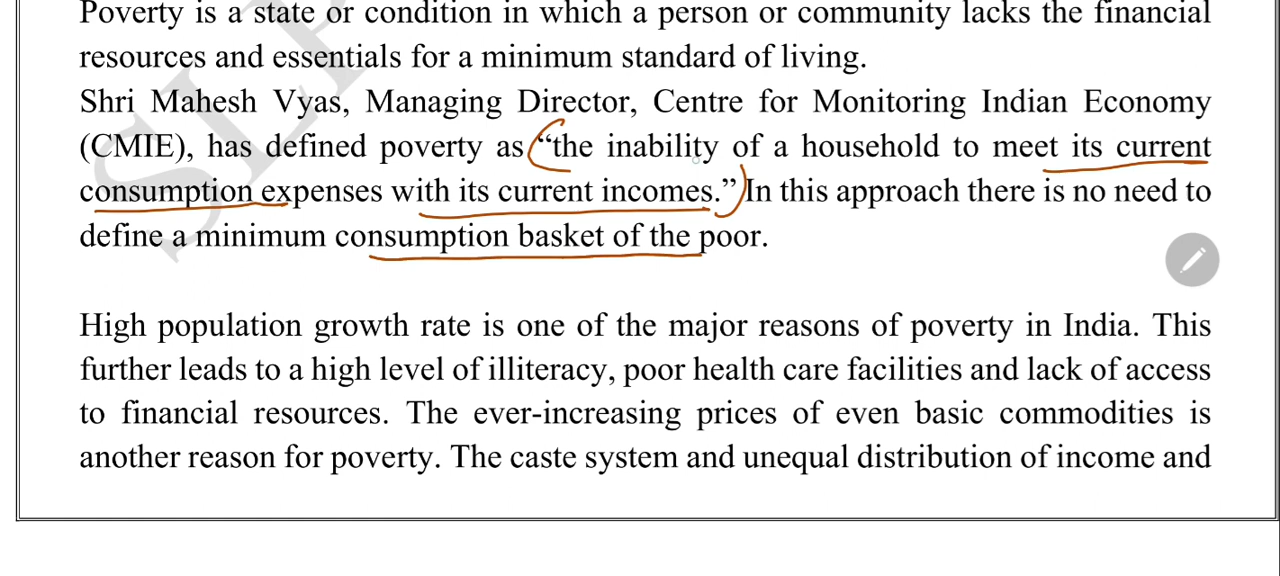 Poverty is a state or condition in which a person or community lacks the financial
resources and essentials for a minimum standard of living.
Shri Mahesh Vyas, Managing Director, Centre for Monitoring Indian Economy
(CMIE), has defined poverty as “the inability of a household to meet its current
consumption expenses with its current incomes.” In this approach there is no need to
define a minimum consumption basket of the poor.
High population growth rate is one of the major reasons of poverty in India. This
further leads to a high level of illiteracy, poor health care facilities and lack of access
to financial resources. The ever-increasing prices of even basic commodities is
another reason for poverty. The caste system and unequal distribution of income and